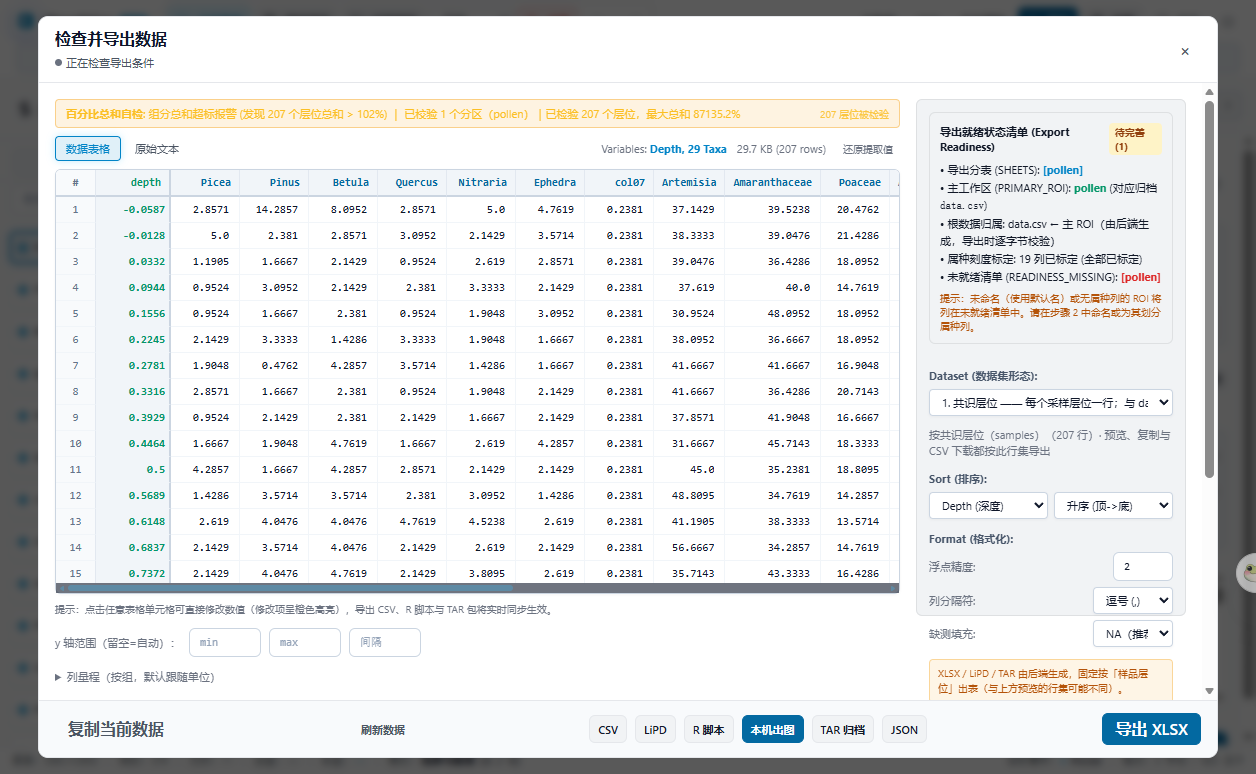 检查并导出数据
正在检查导出条件
×
百分比总和自检: 组分总和超标报警 (发现 207 个层位总和 > 102%) | 已校验 1 个分区（pollen） | 已检验 207 个层位，最大总和 87135.2%
207 层位被检验
数据表格 原始文本 Variables: Depth, 29 Taxa 29.7 KB (207 rows) 还原提取值
# depth Picea Pinus Betula Quercus Nitraria Ephedra col07 Artemisia Amaranthaceae Poaceae
1 -0.0587 2.8571 14.2857 8.0952 2.8571 5.0 4.7619 0.2381 37.1429 39.5238 20.4762
2 -0.0128 5.0 2.381 2.8571 3.0952 2.1429 3.5714 0.2381 38.3333 39.0476 21.4286
3 0.0332 1.1905 1.6667 2.1429 0.9524 2.619 2.8571 0.2381 39.0476 36.4286 18.0952
4 0.0944 0.9524 3.0952 2.1429 2.381 3.3333 2.1429 0.2381 37.619 40.0 14.7619
5 0.1556 0.9524 1.6667 2.381 0.9524 1.9048 3.0952 0.2381 30.9524 48.0952 18.0952
6 0.2245 2.1429 3.3333 1.4286 3.3333 1.9048 1.6667 0.2381 38.0952 36.6667 18.0952
7 0.2781 1.9048 0.4762 4.2857 3.5714 1.4286 1.6667 0.2381 41.6667 41.6667 16.9048
8 0.3316 2.8571 1.6667 2.381 0.9524 1.9048 2.1429 0.2381 41.6667 36.4286 20.7143
9 0.3929 0.9524 2.1429 2.381 2.1429 1.6667 2.1429 0.2381 37.8571 41.9048 16.6667
10 0.4464 1.6667 1.9048 4.7619 1.6667 2.619 4.2857 0.2381 31.6667 45.7143 18.3333
11 0.5 4.2857 1.6667 4.2857 2.8571 2.1429 2.1429 0.2381 45.0 35.2381 18.8095
12 0.5689 1.4286 3.5714 3.5714 2.381 3.0952 1.4286 0.2381 48.8095 34.7619 14.2857
13 0.6148 2.619 4.0476 4.0476 4.7619 4.5238 2.619 0.2381 41.1905 38.3333 13.5714
14 0.6837 2.1429 3.5714 4.0476 2.1429 2.619 2.1429 0.2381 56.6667 34.2857 14.7619
15 0.7372 2.1429 4.0476 4.7619 2.1429 3.8095 2.619 0.2381 35.7143 43.3333 16.4286
提示：点击任意表格单元格可直接修改数值（修改项呈橙色高亮），导出 CSV、R 脚本与 TAR 包将实时同步生效。
y 轴范围（留空=自动）： min max 间隔
▶ 列量程（按组，默认跟随单位）
导出就绪状态清单 (Export
Readiness)
待完善
(1)
• 导出分表 (SHEETS): [pollen]
• 主工作区 (PRIMARY_ROI): pollen (对应归档
data.csv)
• 根数据归属: data.csv ← 主 ROI（由后端生
成，导出时逐字节校验）
• 属种刻度标定: 19 列已标定 (全部已标定)
• 未就绪清单 (READINESS_MISSING): [pollen]
提示：未命名（使用默认名）或无属种列的 ROI 将
列在未就绪清单中。请在步骤 2 中命名或为其划分
属种列。
Dataset (数据集形态):
1. 共识层位 —— 每个采样层位一行；与 da
按共识层位（samples）（207 行）· 预览、复制与
CSV 下载都按此行集导出
Sort (排序):
Depth (深度) 升序 (顶->底)
Format (格式化):
浮点精度: 2
列分隔符: 逗号 (,)
缺测填充: NA（推荐
XLSX / LiPD / TAR 由后端生成，固定按「样品层
位」出表（与上方预览的行集可能不同）。
复制当前数据 刷新数据 CSV LiPD R 脚本 本机出图 TAR 归档 JSON 导出 XLSX